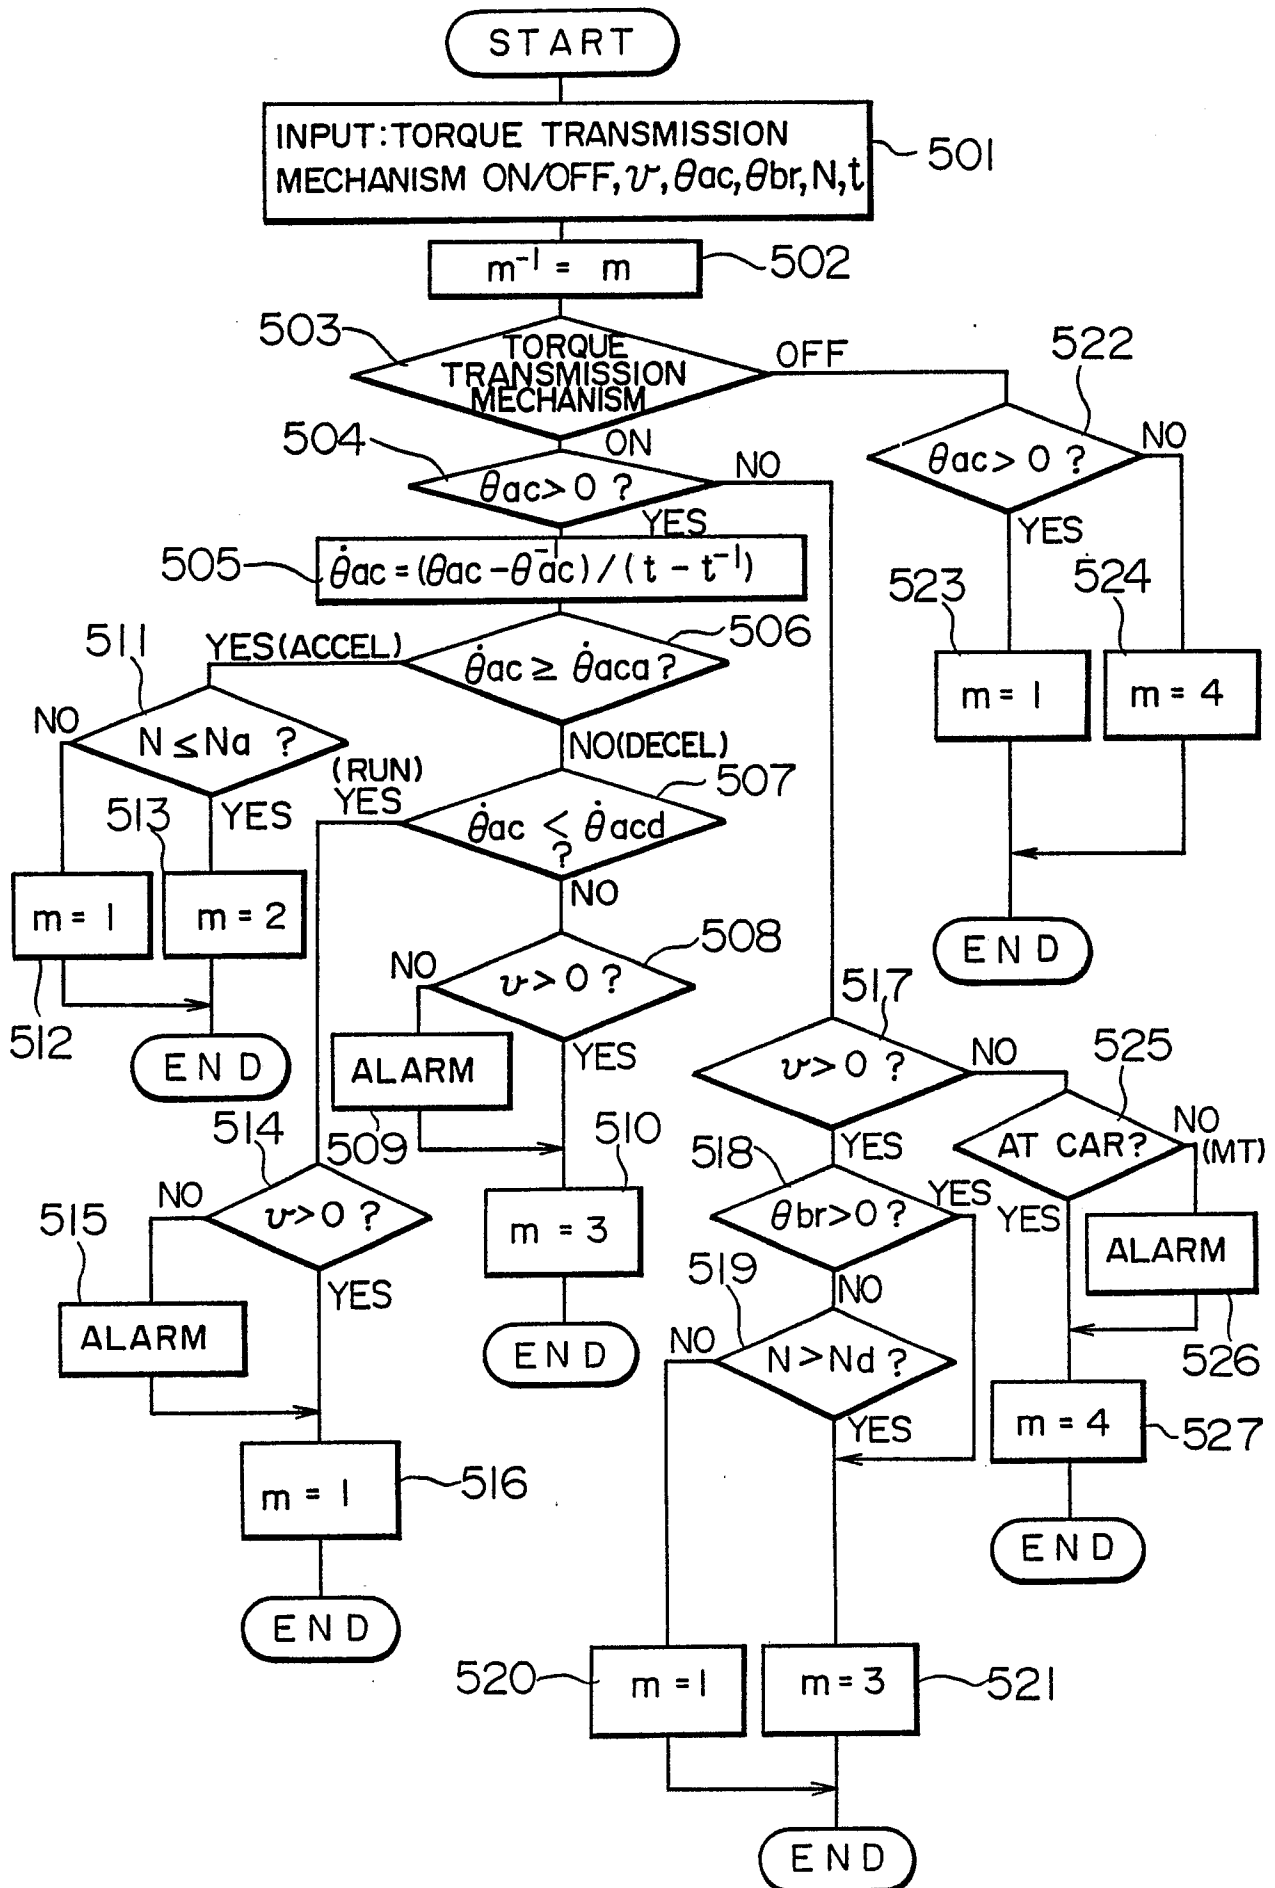 START
INPUT:TORQUE TRANSMISSION
MECHANISM ON/OFF, v, θac, θbr, N, t
501
m⁻¹ = m
502
503
TORQUE
TRANSMISSION
MECHANISM
OFF
ON
522
θac > 0 ?
NO
YES
504
θac > 0 ?
NO
YES
505
θ̇ac = (θac - θ⁻ac) / (t - t⁻¹)
523
m = 1
524
m = 4
END
506
θ̇ac ≥ θ̇aca ?
YES(ACCEL)
NO(DECEL)
511
N ≤ Na ?
NO
YES
512
m = 1
513
m = 2
END
507
θ̇ac < θ̇acd
?
(RUN)
YES
NO
508
v > 0 ?
NO
YES
ALARM
509
510
m = 3
END
514
v > 0 ?
NO
YES
515
ALARM
m = 1
516
END
517
v > 0 ?
NO
YES
525
AT CAR?
NO
(MT)
YES
ALARM
526
m = 4
527
END
518
θbr > 0 ?
YES
NO
519
N > Nd ?
NO
YES
520
m = 1
m = 3
521
END